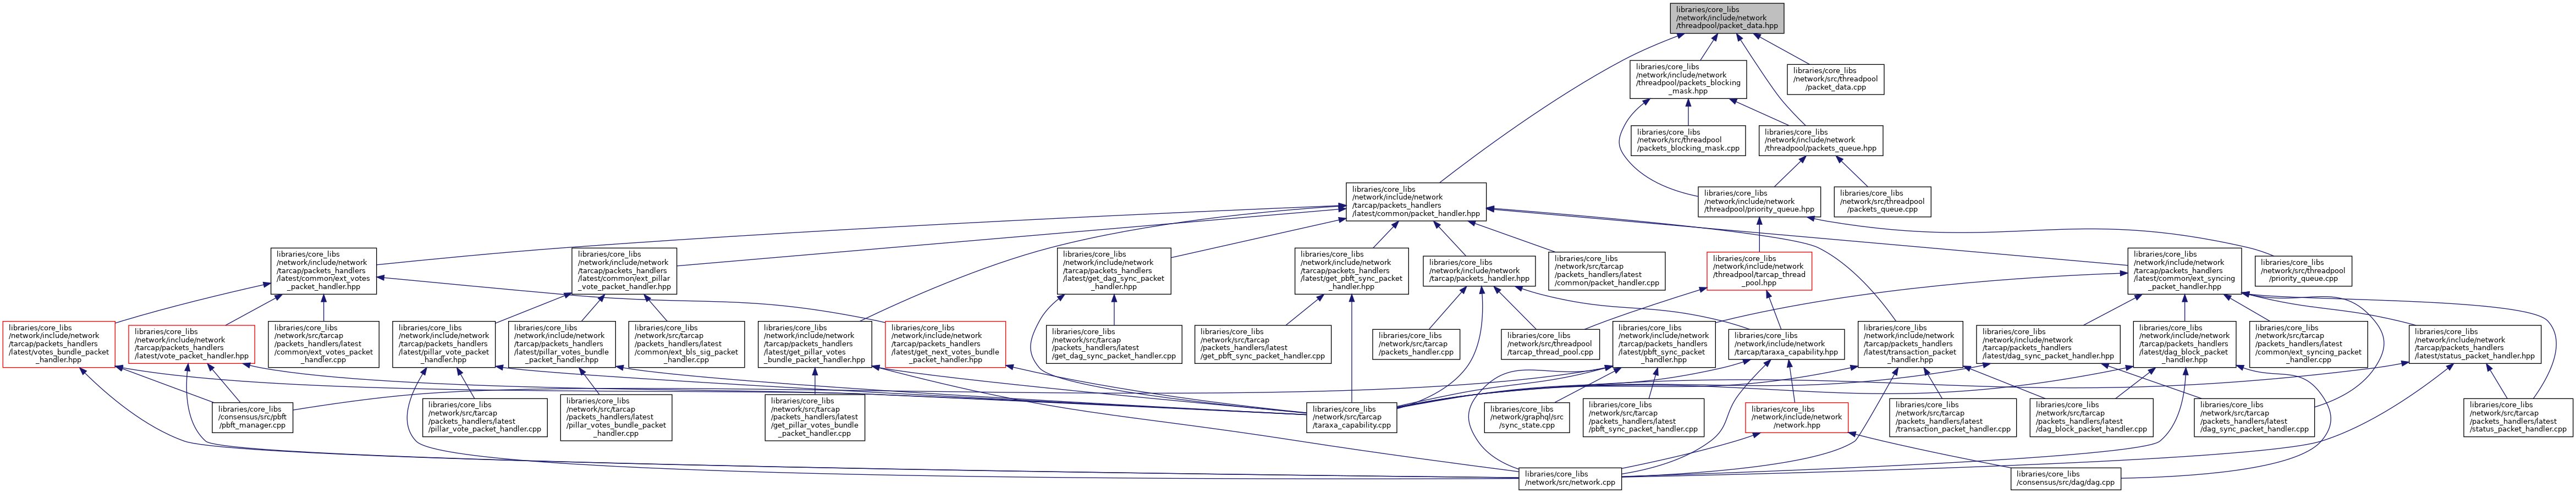 libraries/core_libs
/network/include/network
/threadpool/packet_data.hpp
libraries/core_libs
/network/include/network
/threadpool/packets_blocking
_mask.hpp
libraries/core_libs
/network/src/threadpool
/packet_data.cpp
libraries/core_libs
/network/src/threadpool
/packets_blocking_mask.cpp
libraries/core_libs
/network/include/network
/threadpool/packets_queue.hpp
libraries/core_libs
/network/include/network
/tarcap/packets_handlers
/latest/common/packet_handler.hpp
libraries/core_libs
/network/include/network
/threadpool/priority_queue.hpp
libraries/core_libs
/network/src/threadpool
/packets_queue.cpp
libraries/core_libs
/network/include/network
/tarcap/packets_handlers
/latest/common/ext_votes
_packet_handler.hpp
libraries/core_libs
/network/include/network
/tarcap/packets_handlers
/latest/common/ext_pillar
_vote_packet_handler.hpp
libraries/core_libs
/network/include/network
/tarcap/packets_handlers
/latest/get_dag_sync_packet
_handler.hpp
libraries/core_libs
/network/include/network
/tarcap/packets_handlers
/latest/get_pbft_sync_packet
_handler.hpp
libraries/core_libs
/network/include/network
/tarcap/packets_handler.hpp
libraries/core_libs
/network/src/tarcap
/packets_handlers/latest
/common/packet_handler.cpp
libraries/core_libs
/network/include/network
/threadpool/tarcap_thread
_pool.hpp
libraries/core_libs
/network/include/network
/tarcap/packets_handlers
/latest/common/ext_syncing
_packet_handler.hpp
libraries/core_libs
/network/src/threadpool
/priority_queue.cpp
libraries/core_libs
/network/include/network
/tarcap/packets_handlers
/latest/votes_bundle_packet
_handler.hpp
libraries/core_libs
/network/include/network
/tarcap/packets_handlers
/latest/vote_packet_handler.hpp
libraries/core_libs
/network/src/tarcap
/packets_handlers/latest
/common/ext_votes_packet
_handler.cpp
libraries/core_libs
/network/include/network
/tarcap/packets_handlers
/latest/pillar_vote_packet
_handler.hpp
libraries/core_libs
/network/include/network
/tarcap/packets_handlers
/latest/pillar_votes_bundle
_packet_handler.hpp
libraries/core_libs
/network/src/tarcap
/packets_handlers/latest
/common/ext_bls_sig_packet
_handler.cpp
libraries/core_libs
/network/include/network
/tarcap/packets_handlers
/latest/get_pillar_votes
_bundle_packet_handler.hpp
libraries/core_libs
/network/include/network
/tarcap/packets_handlers
/latest/get_next_votes_bundle
_packet_handler.hpp
libraries/core_libs
/network/src/tarcap
/packets_handlers/latest
/get_dag_sync_packet_handler.cpp
libraries/core_libs
/network/src/tarcap
/packets_handlers/latest
/get_pbft_sync_packet_handler.cpp
libraries/core_libs
/network/src/tarcap
/packets_handler.cpp
libraries/core_libs
/network/src/threadpool
/tarcap_thread_pool.cpp
libraries/core_libs
/network/include/network
/tarcap/packets_handlers
/latest/pbft_sync_packet
_handler.hpp
libraries/core_libs
/network/include/network
/tarcap/taraxa_capability.hpp
libraries/core_libs
/network/include/network
/tarcap/packets_handlers
/latest/transaction_packet
_handler.hpp
libraries/core_libs
/network/include/network
/tarcap/packets_handlers
/latest/dag_sync_packet_handler.hpp
libraries/core_libs
/network/include/network
/tarcap/packets_handlers
/latest/dag_block_packet
_handler.hpp
libraries/core_libs
/network/src/tarcap
/packets_handlers/latest
/common/ext_syncing_packet
_handler.cpp
libraries/core_libs
/network/include/network
/tarcap/packets_handlers
/latest/status_packet_handler.hpp
libraries/core_libs
/consensus/src/pbft
/pbft_manager.cpp
libraries/core_libs
/network/src/tarcap
/packets_handlers/latest
/pillar_vote_packet_handler.cpp
libraries/core_libs
/network/src/tarcap
/packets_handlers/latest
/pillar_votes_bundle_packet
_handler.cpp
libraries/core_libs
/network/src/tarcap
/packets_handlers/latest
/get_pillar_votes_bundle
_packet_handler.cpp
libraries/core_libs
/network/src/tarcap
/taraxa_capability.cpp
libraries/core_libs
/network/graphql/src
/sync_state.cpp
libraries/core_libs
/network/src/tarcap
/packets_handlers/latest
/pbft_sync_packet_handler.cpp
libraries/core_libs
/network/include/network
/network.hpp
libraries/core_libs
/network/src/tarcap
/packets_handlers/latest
/transaction_packet_handler.cpp
libraries/core_libs
/network/src/tarcap
/packets_handlers/latest
/dag_block_packet_handler.cpp
libraries/core_libs
/network/src/tarcap
/packets_handlers/latest
/dag_sync_packet_handler.cpp
libraries/core_libs
/network/src/tarcap
/packets_handlers/latest
/status_packet_handler.cpp
libraries/core_libs
/network/src/network.cpp
libraries/core_libs
/consensus/src/dag/dag.cpp